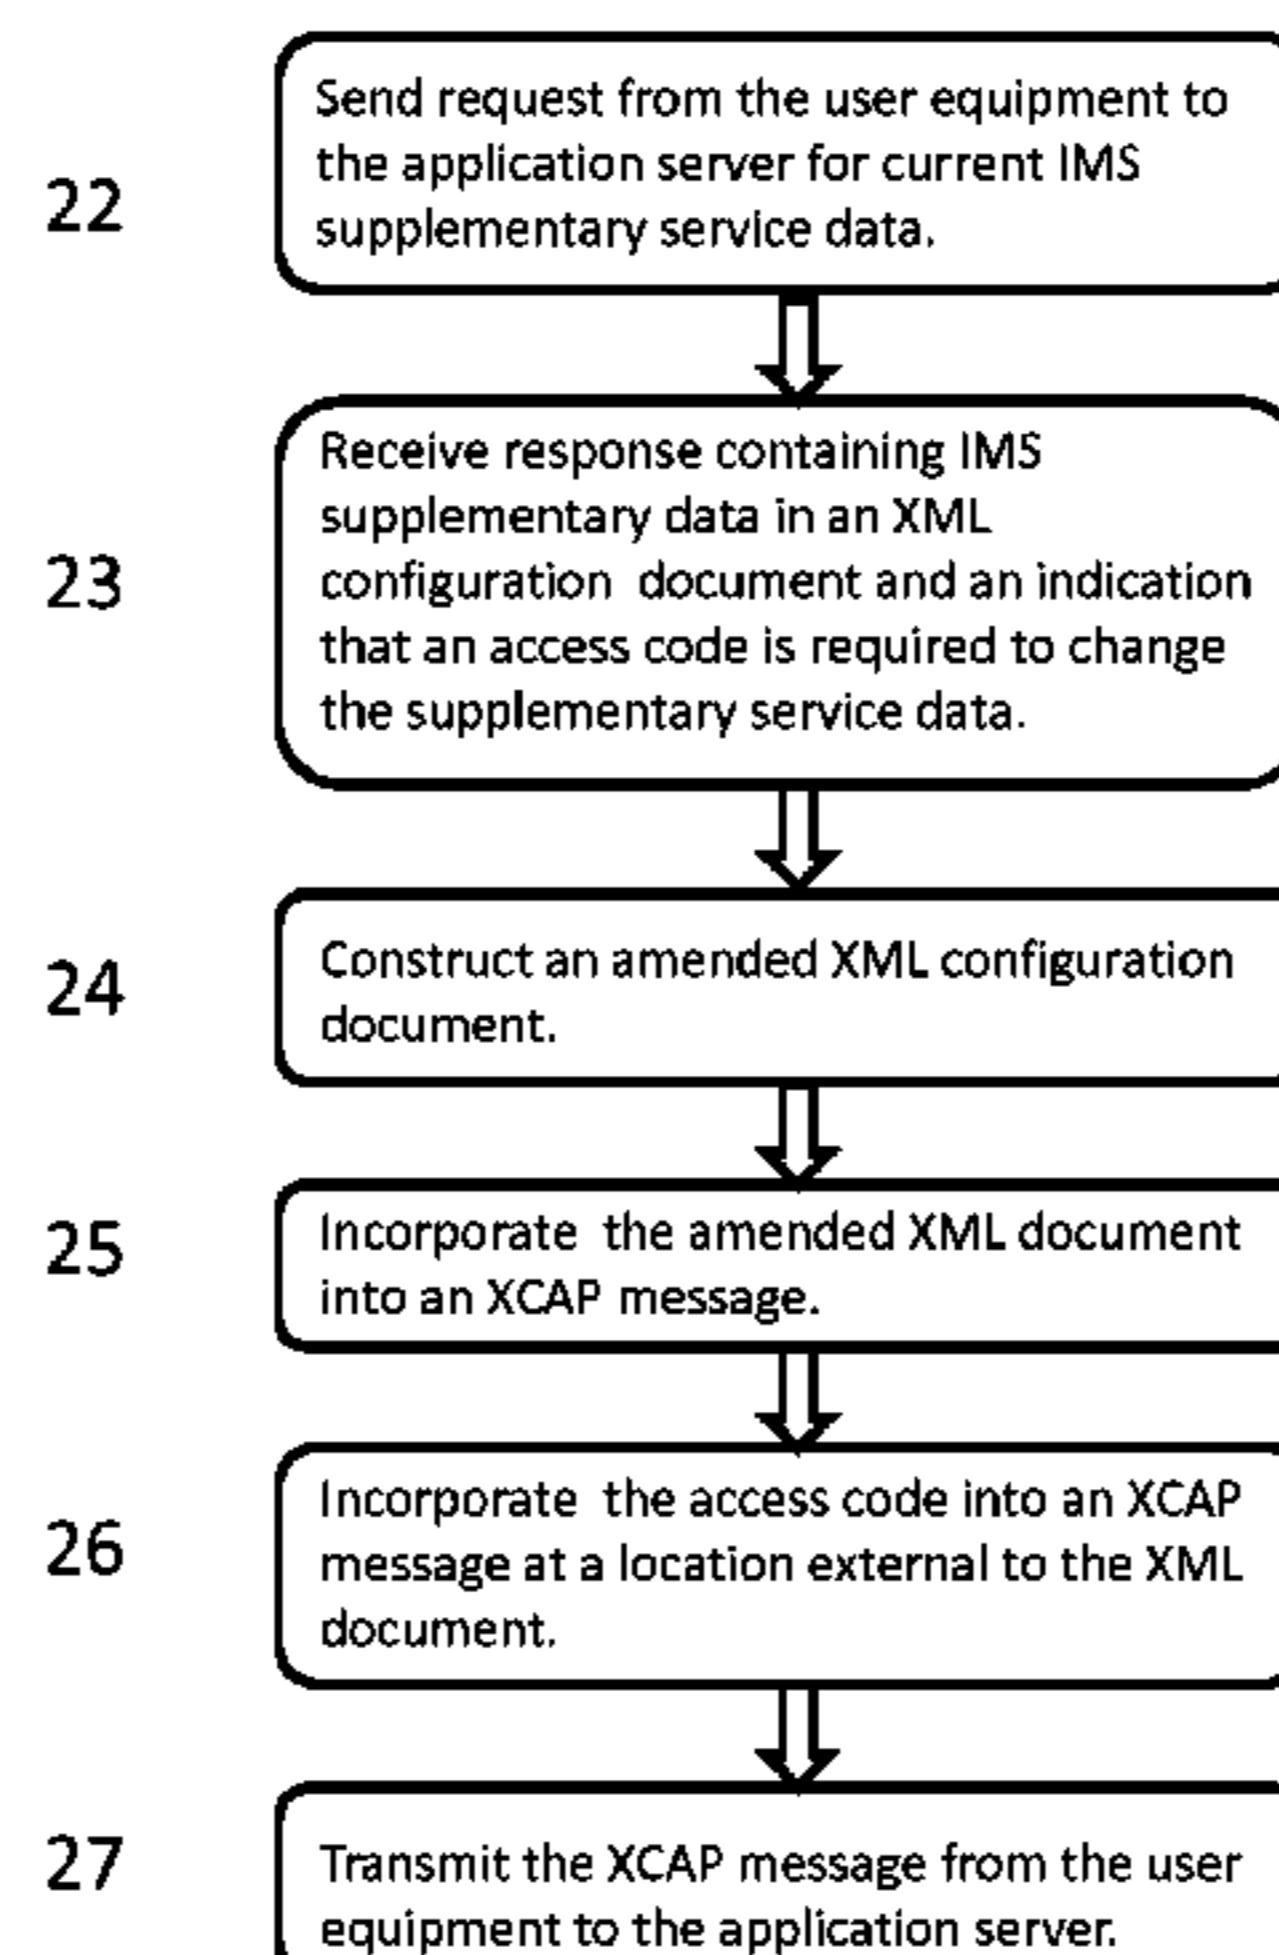 22
Send request from the user equipment to
the application server for current IMS
supplementary service data.
23
Receive response containing IMS
supplementary data in an XML
configuration document and an indication
that an access code is required to change
the supplementary service data.
24
Construct an amended XML configuration
document.
25
Incorporate the amended XML document
into an XCAP message.
26
Incorporate the access code into an XCAP
message at a location external to the XML
document.
27
Transmit the XCAP message from the user
equipment to the application server.